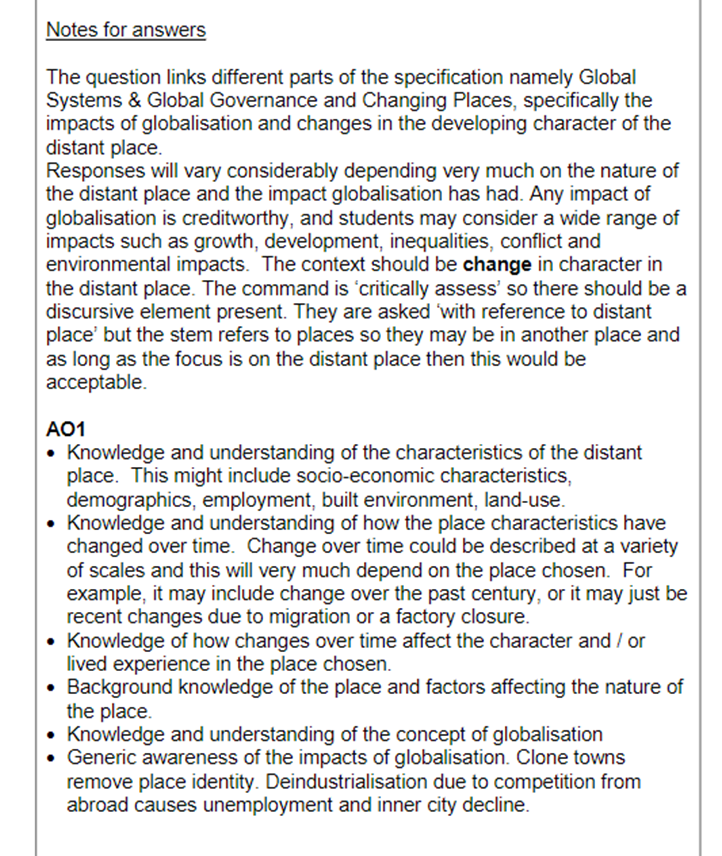 Notes for answers
The question links different parts of the specification namely Global
Systems & Global Governance and Changing Places, specifically the
impacts of globalisation and changes in the developing character of the
distant place.
Responses will vary considerably depending very much on the nature of
the distant place and the impact globalisation has had. Any impact of
globalisation is creditworthy, and students may consider a wide range of
impacts such as growth, development, inequalities, conflict and
environmental impacts.  The context should be change in character in
the distant place. The command is ‘critically assess’ so there should be a
discursive element present. They are asked ‘with reference to distant
place’ but the stem refers to places so they may be in another place and
as long as the focus is on the distant place then this would be
acceptable.
AO1
• Knowledge and understanding of the characteristics of the distant
place.  This might include socio-economic characteristics,
demographics, employment, built environment, land-use.
• Knowledge and understanding of how the place characteristics have
changed over time.  Change over time could be described at a variety
of scales and this will very much depend on the place chosen.  For
example, it may include change over the past century, or it may just be
recent changes due to migration or a factory closure.
• Knowledge of how changes over time affect the character and / or
lived experience in the place chosen.
• Background knowledge of the place and factors affecting the nature of
the place.
• Knowledge and understanding of the concept of globalisation
• Generic awareness of the impacts of globalisation. Clone towns
remove place identity. Deindustrialisation due to competition from
abroad causes unemployment and inner city decline.